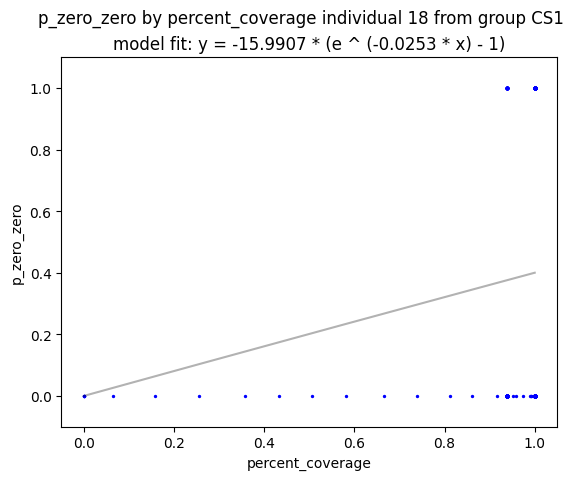 p_zero_zero by percent_coverage individual 18 from group CS1
model fit: y = -15.9907 * (e ^ (-0.0253 * x) - 1)
1.0
0.8
0.6
0.4
0.2
0.0
p_zero_zero
0.0 0.2 0.4 0.6 0.8 1.0
percent_coverage